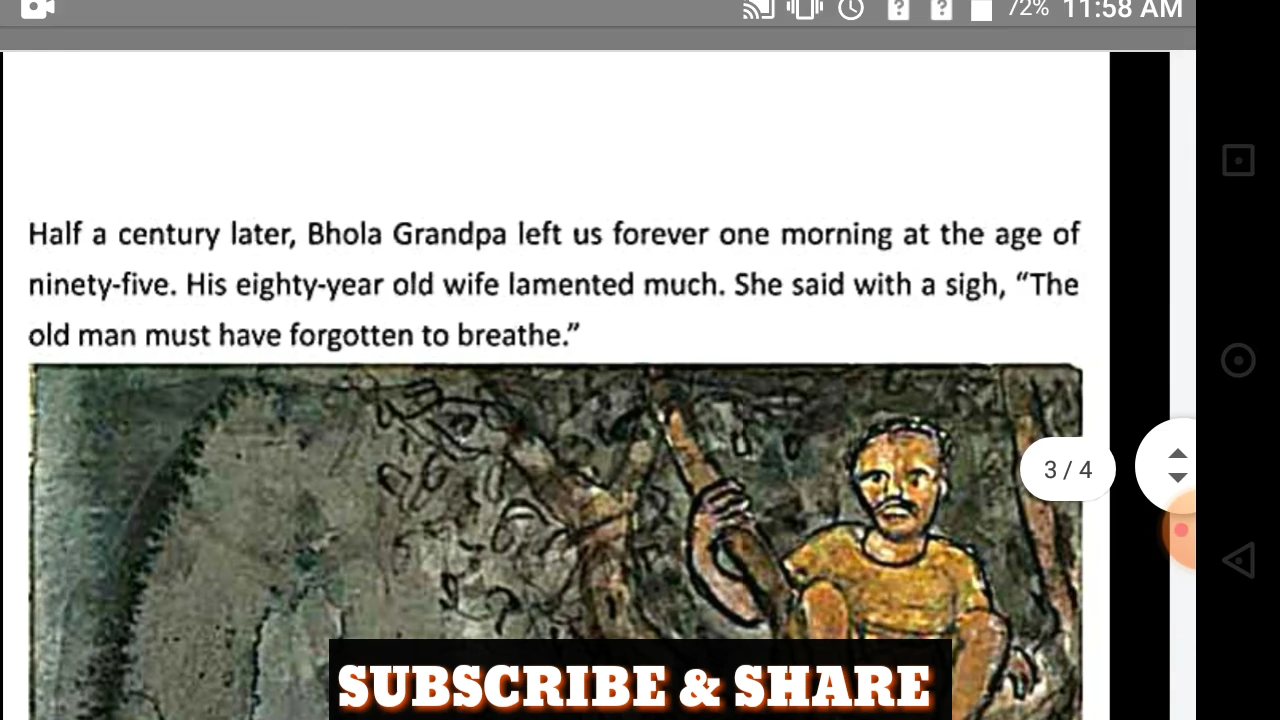 72% 11:58 AM
Half a century later, Bhola Grandpa left us forever one morning at the age of
ninety-five. His eighty-year old wife lamented much. She said with a sigh, “The
old man must have forgotten to breathe.”
3 / 4
SUBSCRIBE & SHARE